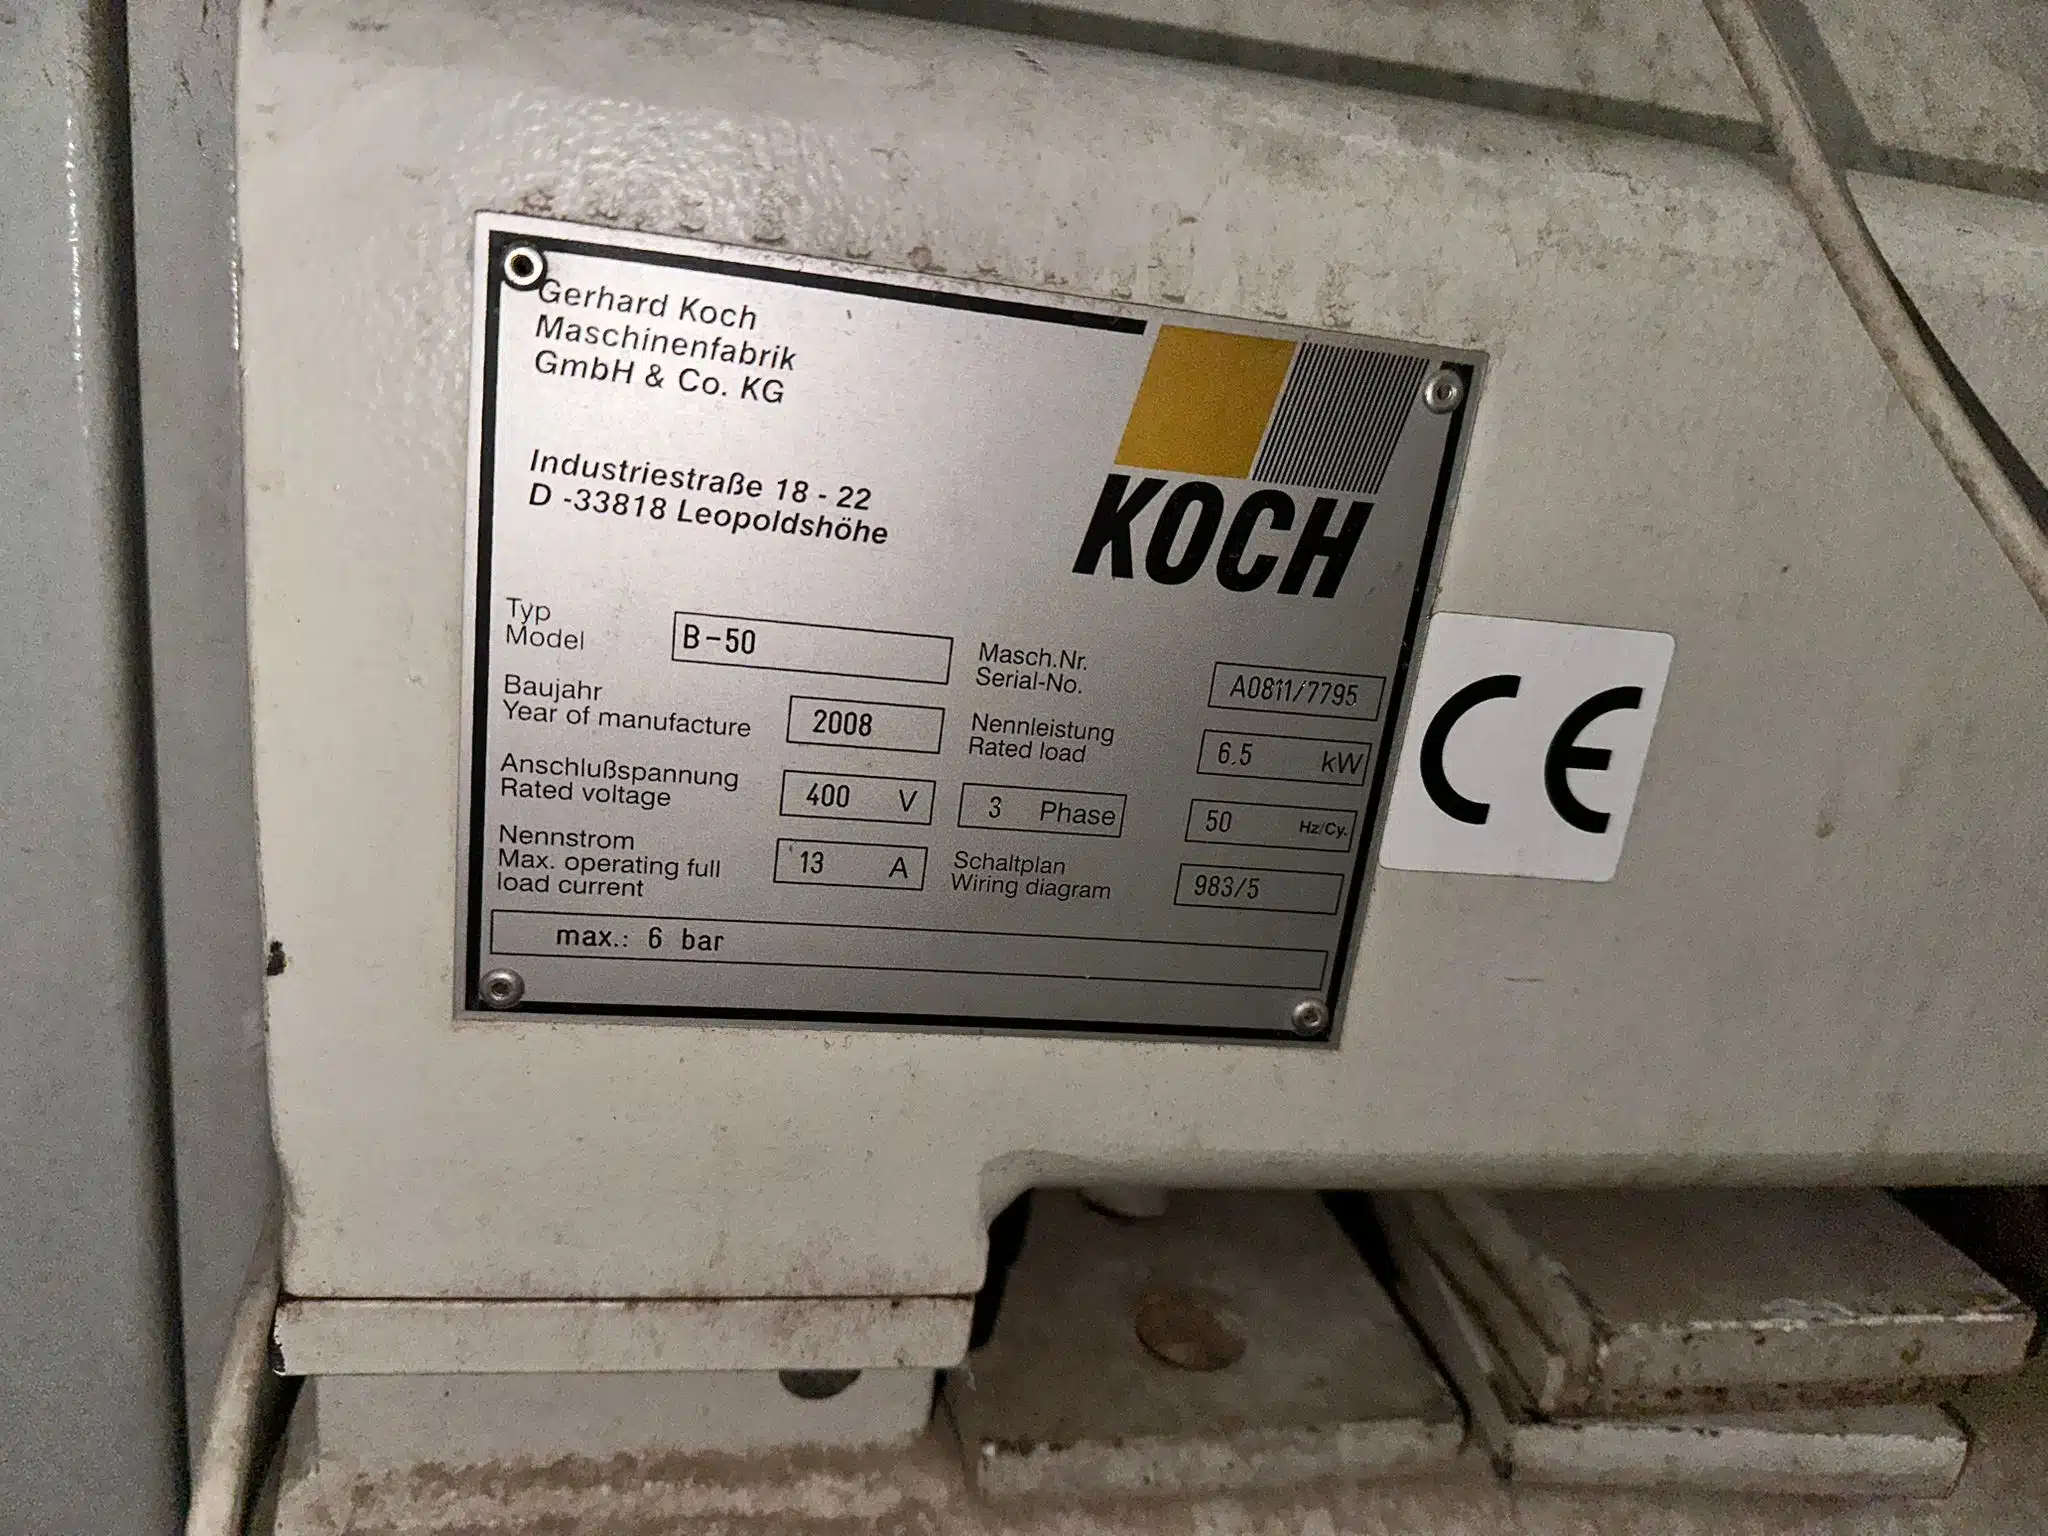 Gerhard Koch
Maschinenfabrik
GmbH & Co. KG
Industriestraße 18 - 22
D -33818 Leopoldshöhe
KOCH
Typ
Model
B-50
Masch.Nr.
Serial-No.
A0811/7795
Baujahr
Year of manufacture
2008
Nennleistung
Rated load
6.5 kW
Anschlußspannung
Rated voltage
400 V
3 Phase
50 Hz/Cy.
Nennstrom
Max. operating full
load current
13 A
Schaltplan
Wiring diagram
983/5
max.: 6 bar
CE